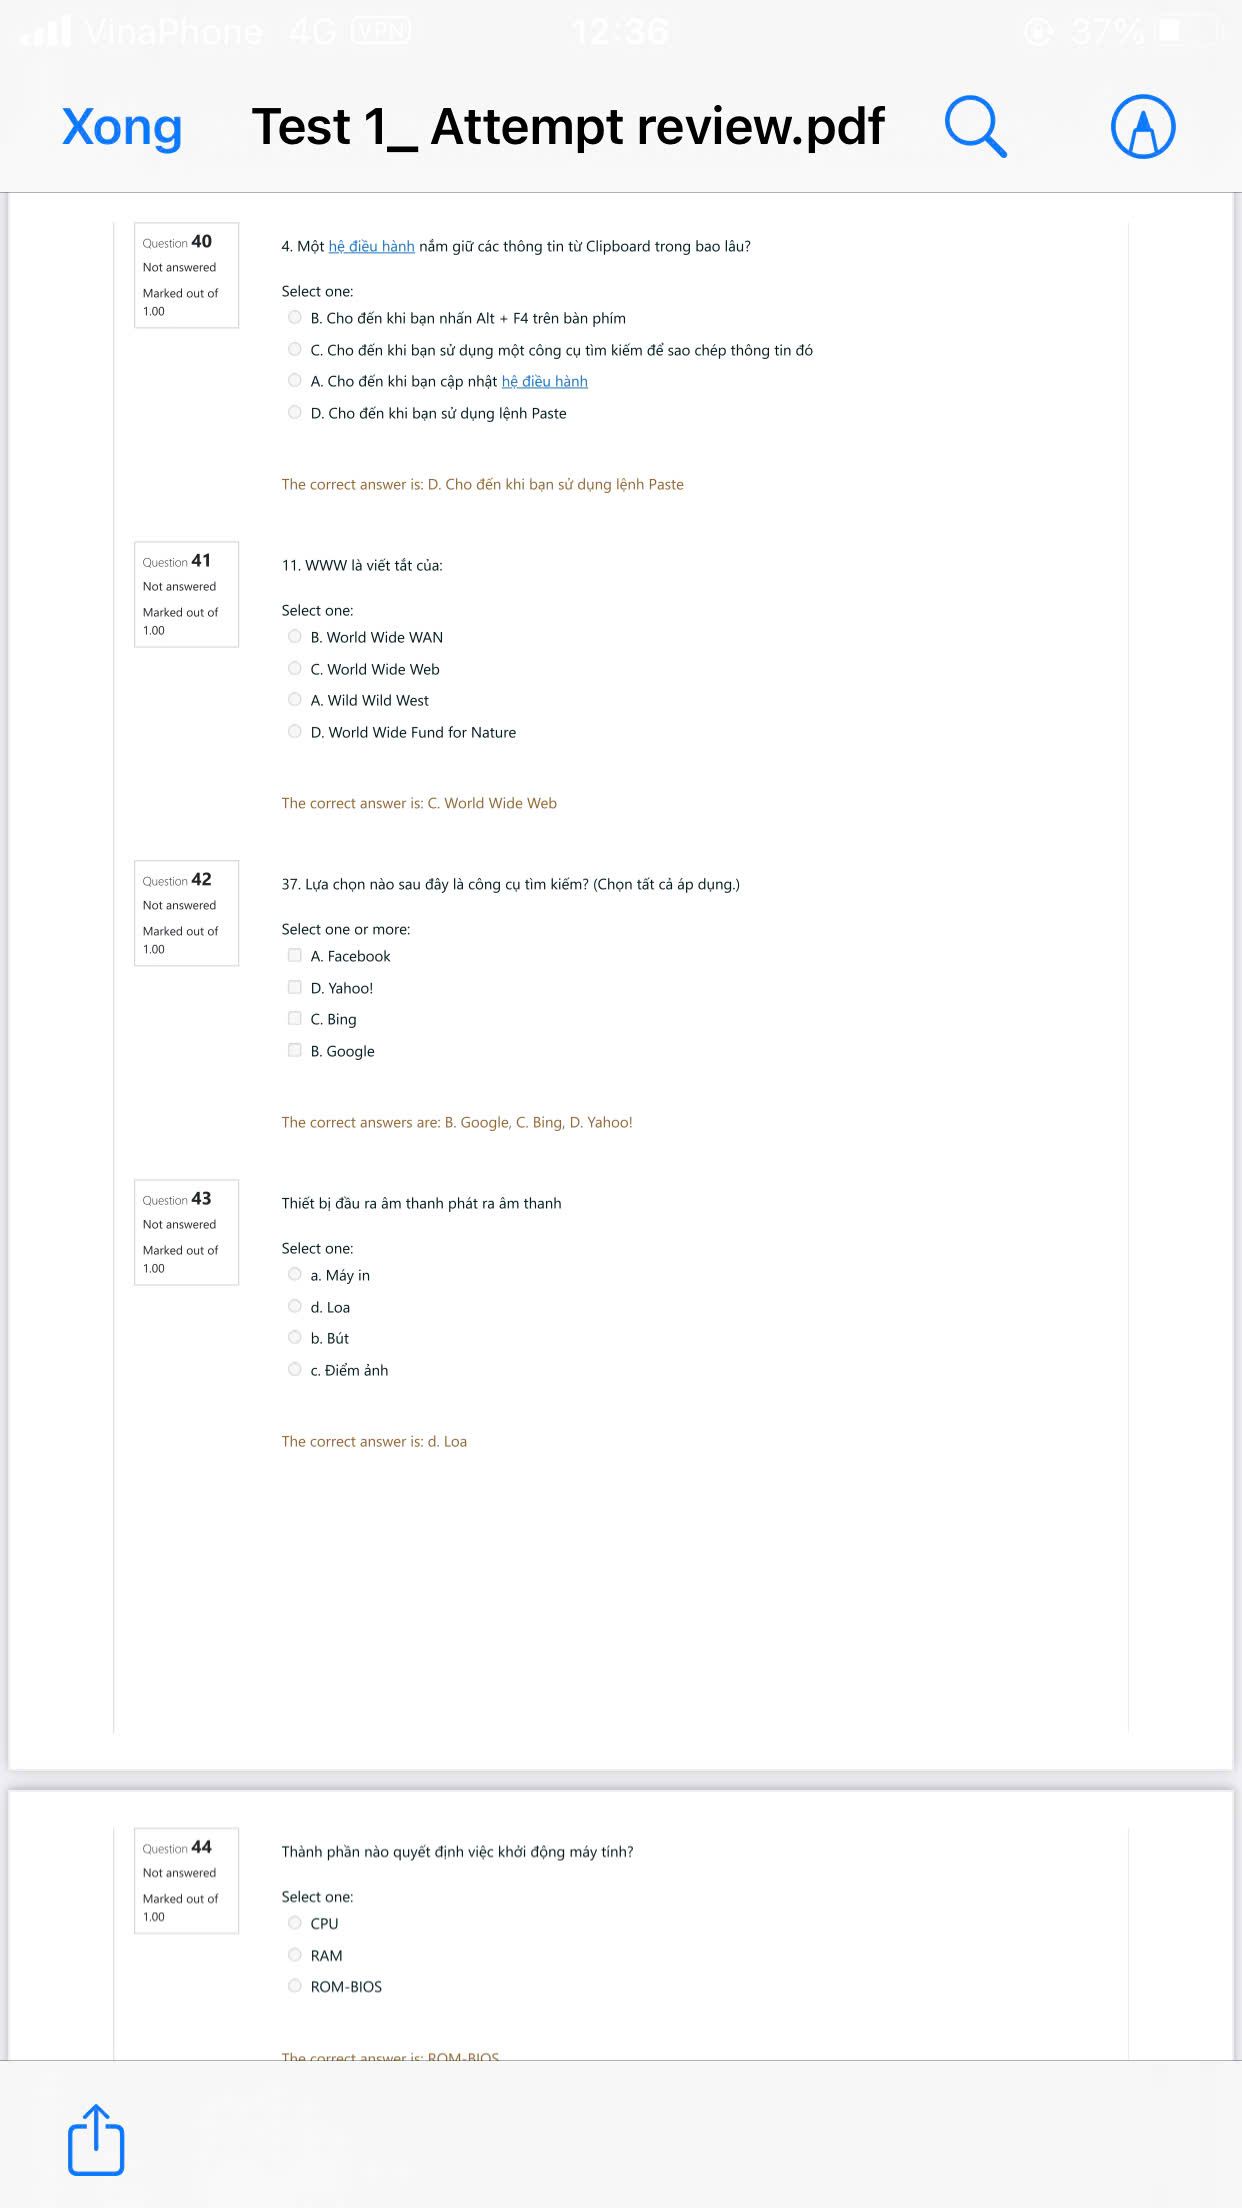 VinaPhone 4G VPN 12:36 37%
Xong Test 1_ Attempt review.pdf
Question 40
Not answered
Marked out of
1.00
4. Một hệ điều hành nắm giữ các thông tin từ Clipboard trong bao lâu?
Select one:
B. Cho đến khi bạn nhấn Alt + F4 trên bàn phím
C. Cho đến khi bạn sử dụng một công cụ tìm kiếm để sao chép thông tin đó
A. Cho đến khi bạn cập nhật hệ điều hành
D. Cho đến khi bạn sử dụng lệnh Paste
The correct answer is: D. Cho đến khi bạn sử dụng lệnh Paste
Question 41
Not answered
Marked out of
1.00
11. WWW là viết tắt của:
Select one:
B. World Wide WAN
C. World Wide Web
A. Wild Wild West
D. World Wide Fund for Nature
The correct answer is: C. World Wide Web
Question 42
Not answered
Marked out of
1.00
37. Lựa chọn nào sau đây là công cụ tìm kiếm? (Chọn tất cả áp dụng.)
Select one or more:
A. Facebook
D. Yahoo!
C. Bing
B. Google
The correct answers are: B. Google, C. Bing, D. Yahoo!
Question 43
Not answered
Marked out of
1.00
Thiết bị đầu ra âm thanh phát ra âm thanh
Select one:
a. Máy in
d. Loa
b. Bút
c. Điểm ảnh
The correct answer is: d. Loa
Question 44
Not answered
Marked out of
1.00
Thành phần nào quyết định việc khởi động máy tính?
Select one:
CPU
RAM
ROM-BIOS
The correct answer is: ROM-BIOS